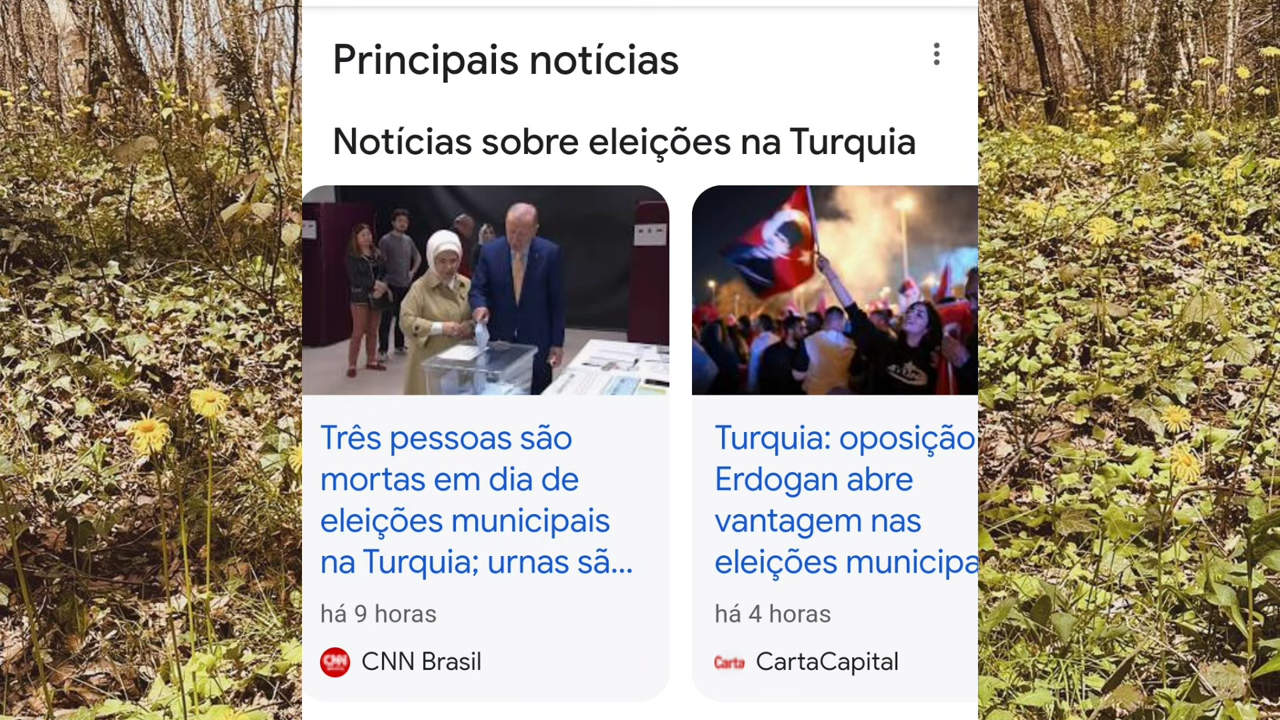 Principais notícias
Notícias sobre eleições na Turquia
Três pessoas são
mortas em dia de
eleições municipais
na Turquia; urnas sã...
há 9 horas
CNN CNN Brasil
Turquia: oposição
Erdogan abre
vantagem nas
eleições municipa
há 4 horas
Carta CartaCapital